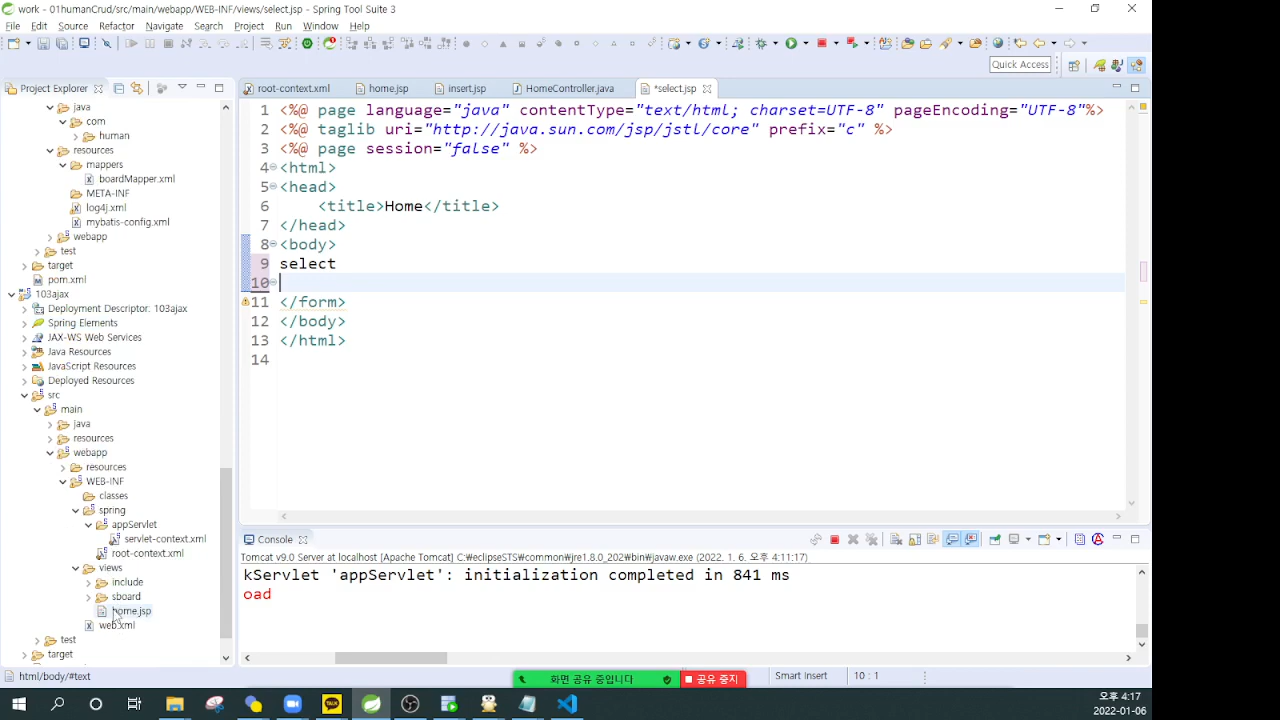 work - 01humanCrud/src/main/webapp/WEB-INF/views/select.jsp - Spring Tool Suite 3
File Edit Refactor Source Navigate Search Project Run Window Help
Quick Access
Project Explorer
java
com
human
resources
mappers
boardMapper.xml
META-INF
log4j.xml
mybatis-config.xml
webapp
test
target
pom.xml
103ajax
Deployment Descriptor: 103ajax
Spring Elements
JAX-WS Web Services
Java Resources
JavaScript Resources
Deployed Resources
src
main
java
resources
webapp
resources
WEB-INF
classes
spring
appServlet
servlet-context.xml
root-context.xml
views
include
sboard
home.jsp
web.xml
test
target
root-context.xml home.jsp insert.jsp HomeController.java *select.jsp
1 <%@ page language="java" contentType="text/html; charset=UTF-8" pageEncoding="UTF-8"%>
2 <%@ taglib uri="http://java.sun.com/jsp/jstl/core" prefix="c" %>
3 <%@ page session="false" %>
4 <html>
5 <head>
6 <title>Home</title>
7 </head>
8 <body>
9 select
10
11 </form>
12 </body>
13 </html>
14
Console
Tomcat v9.0 Server at localhost [Apache Tomcat] C:₩eclipseSTS₩common₩jre1.8.0_202₩bin₩javaw.exe (2022. 1. 6. 오후 4:11:17)
kServlet 'appServlet': initialization completed in 841 ms
oad
html/body/#text
화면 공유 중입니다 공유 중지
Smart Insert 10 : 1
TALK
오후 4:17
2022-01-06